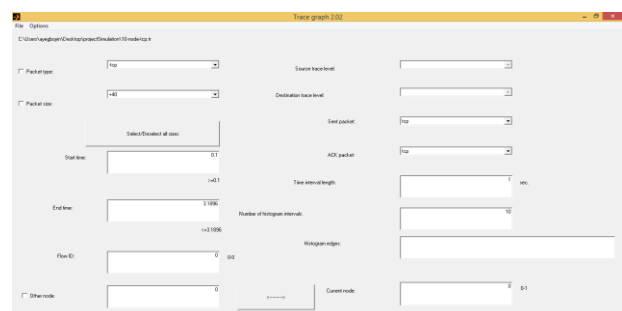 Trace graph 2.02
File Options
C:\Users\ayegboyin\Desktop\projectSimulation\10-node-tcp.tr
Packet type:
-tcp
Source trace level:
Packet size:
+40
Destination trace level:
Select/Deselect all sizes
Sent packet:
tcp
Start time:
0.1
>=0.1
ACK packet:
tcp
Time interval length:
1
sec.
End time:
3.1896
<=3.1896
Number of histogram intervals:
10
Histogram edges:
Flow ID:
0
0-0
Other node:
0
<------>
Current node:
0
0-1